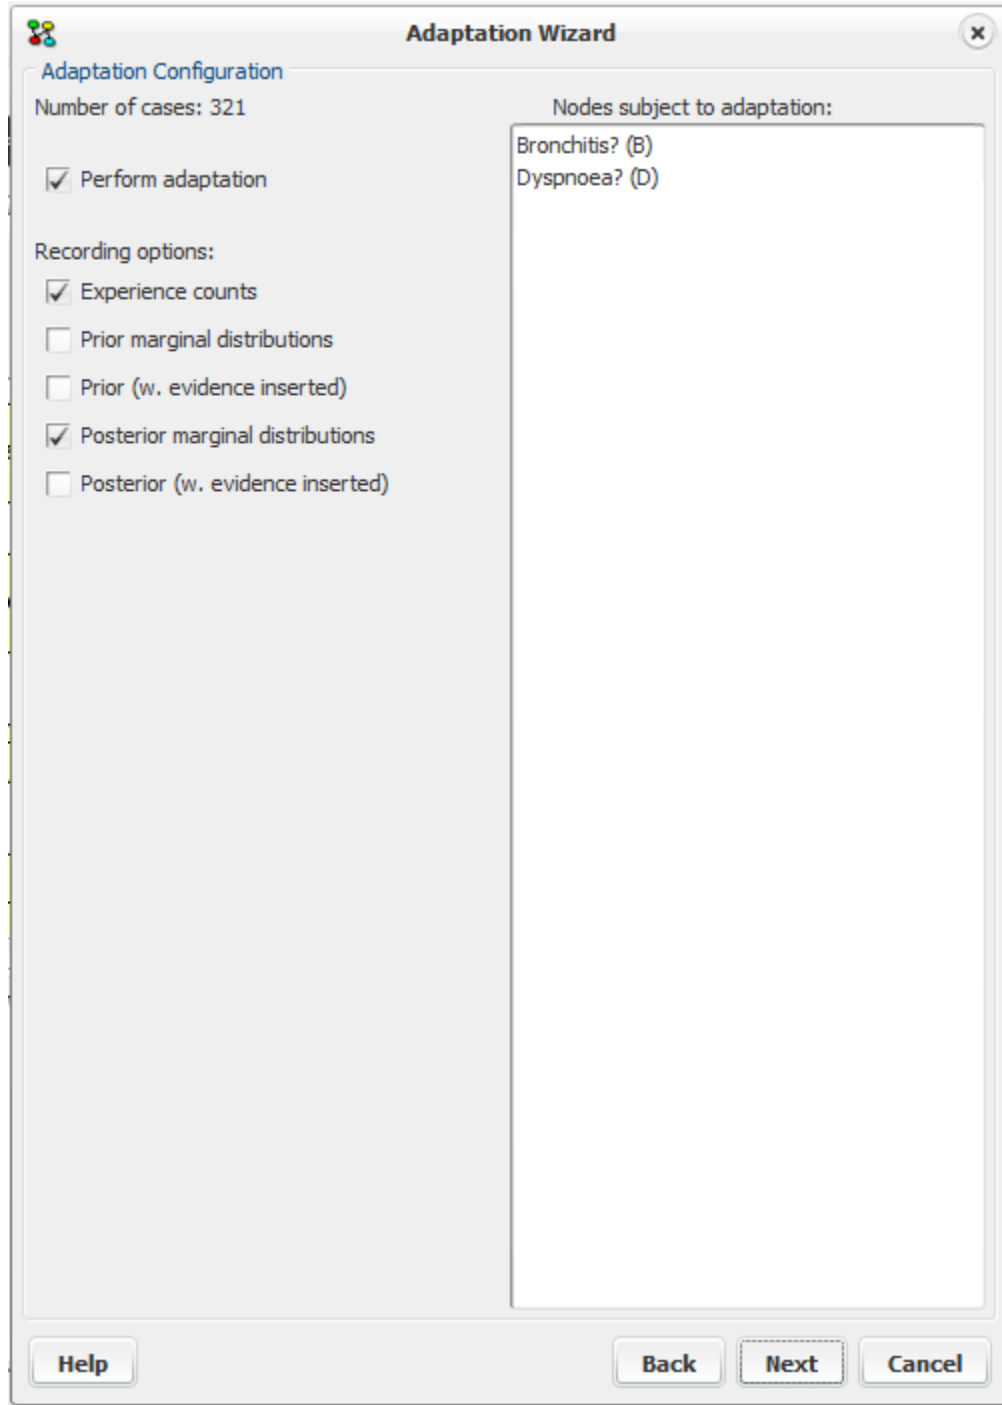 Adaptation Wizard
Adaptation Configuration
Number of cases: 321
Nodes subject to adaptation:
Bronchitis? (B)
Dyspnoea? (D)
Perform adaptation
Recording options:
Experience counts
Prior marginal distributions
Prior (w. evidence inserted)
Posterior marginal distributions
Posterior (w. evidence inserted)
Help
Back
Next
Cancel